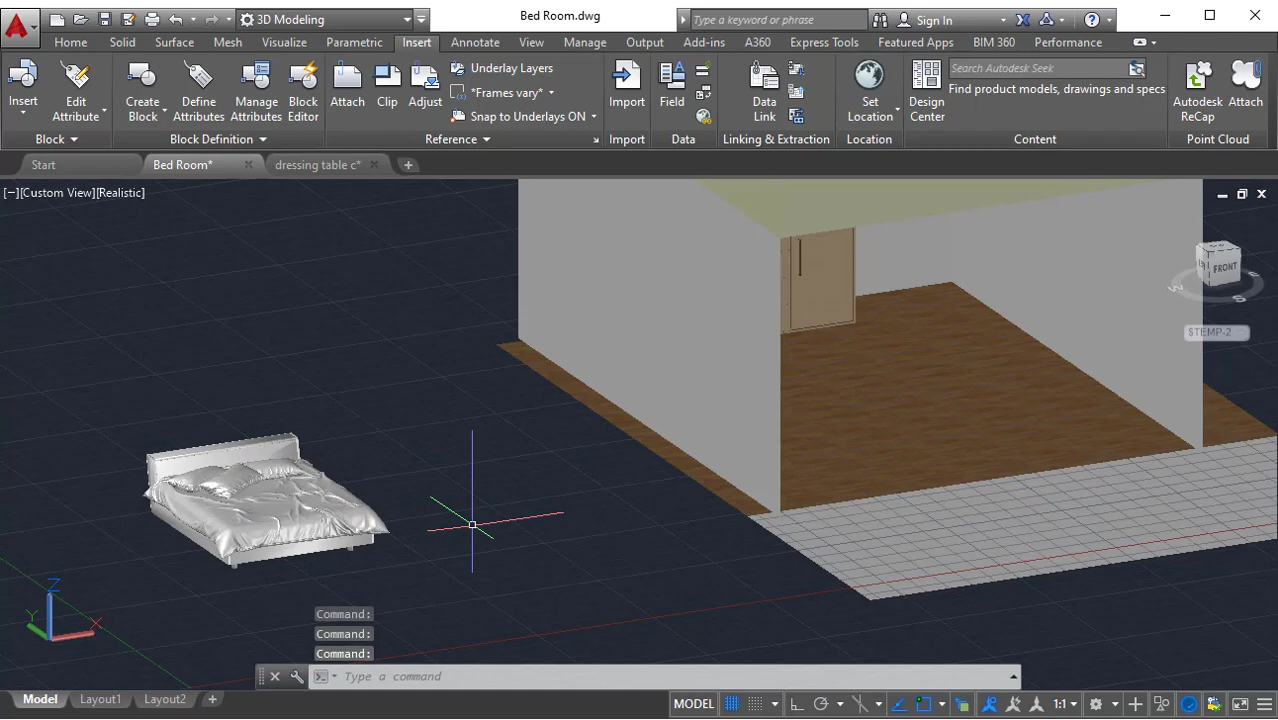 3D Modeling
Bed Room.dwg
Type a keyword or phrase
Sign In
Home Solid Surface Mesh Visualize Parametric Insert Annotate View Manage Output Add-ins A360 Express Tools Featured Apps BIM 360 Performance
Insert
Edit Attribute
Create Block
Define Attributes
Manage Attributes
Block Editor
Attach
Clip
Adjust
Underlay Layers
*Frames vary*
Snap to Underlays ON
Import
Field
Data Link
Set Location
Design Center
Search Autodesk Seek
Find product models, drawings and specs
Autodesk ReCap
Attach
Block Block Definition Reference Import Data Linking & Extraction Location Content Point Cloud
Start Bed Room* dressing table c*
[−][Custom View][Realistic]
FRONT
W
S
$TEMP-2
Z
Y
X
Command:
Command:
Command:
Type a command
Model Layout1 Layout2
MODEL 1:1